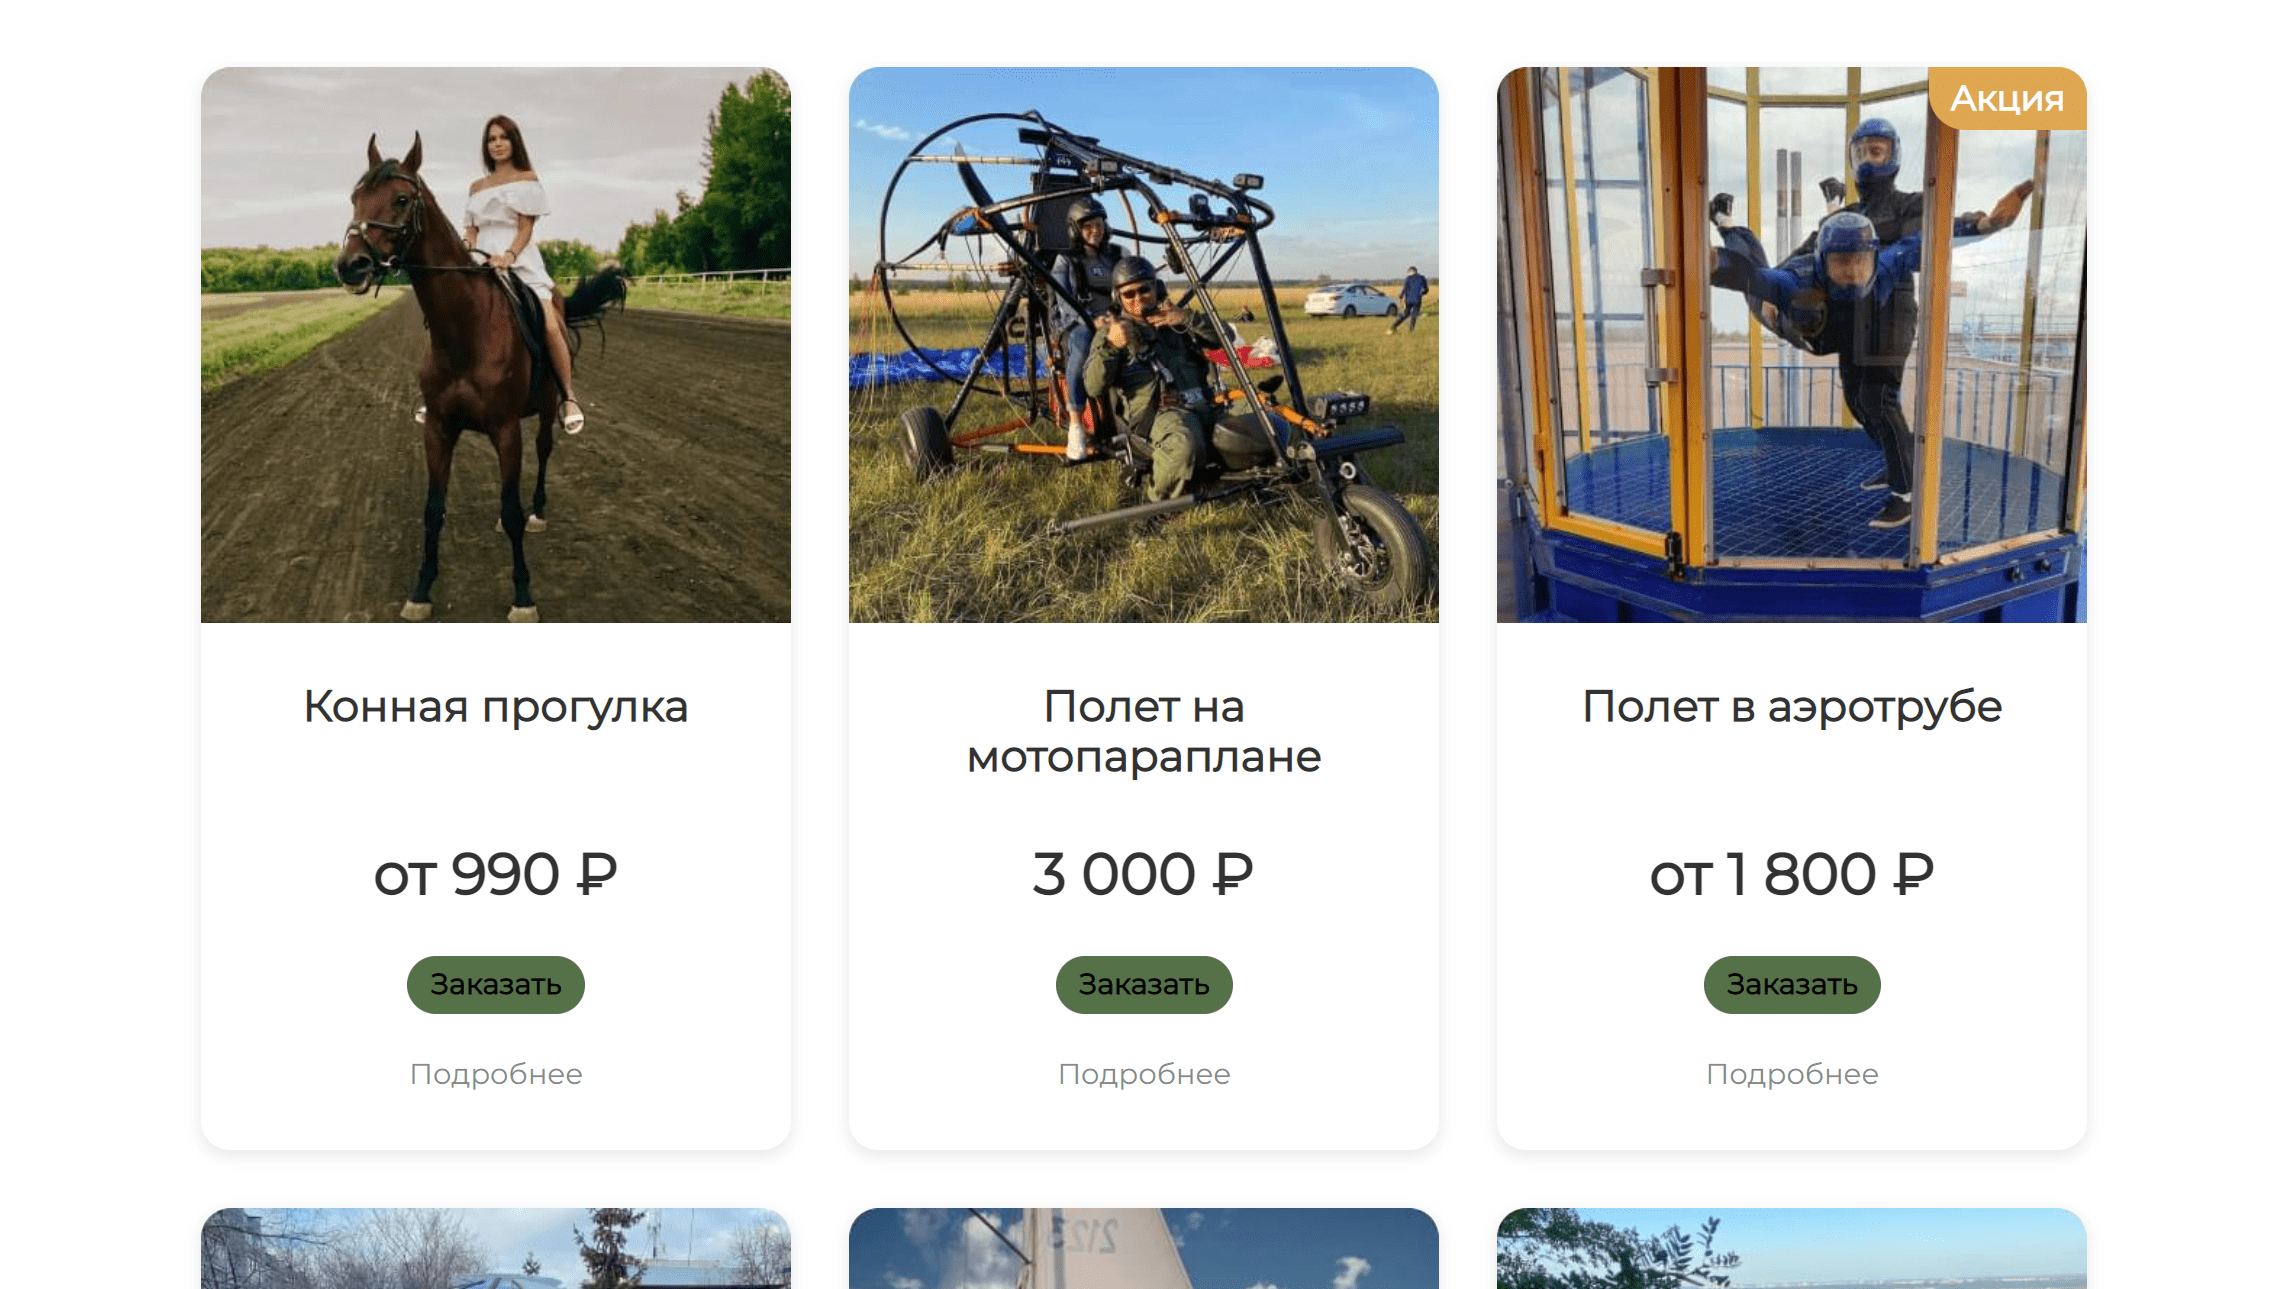 Акция
Конная прогулка
Полет на
мотопараплане
Полет в аэротрубе
от 990 ₽
3 000 ₽
от 1 800 ₽
Заказать
Заказать
Заказать
Подробнее
Подробнее
Подробнее
2123